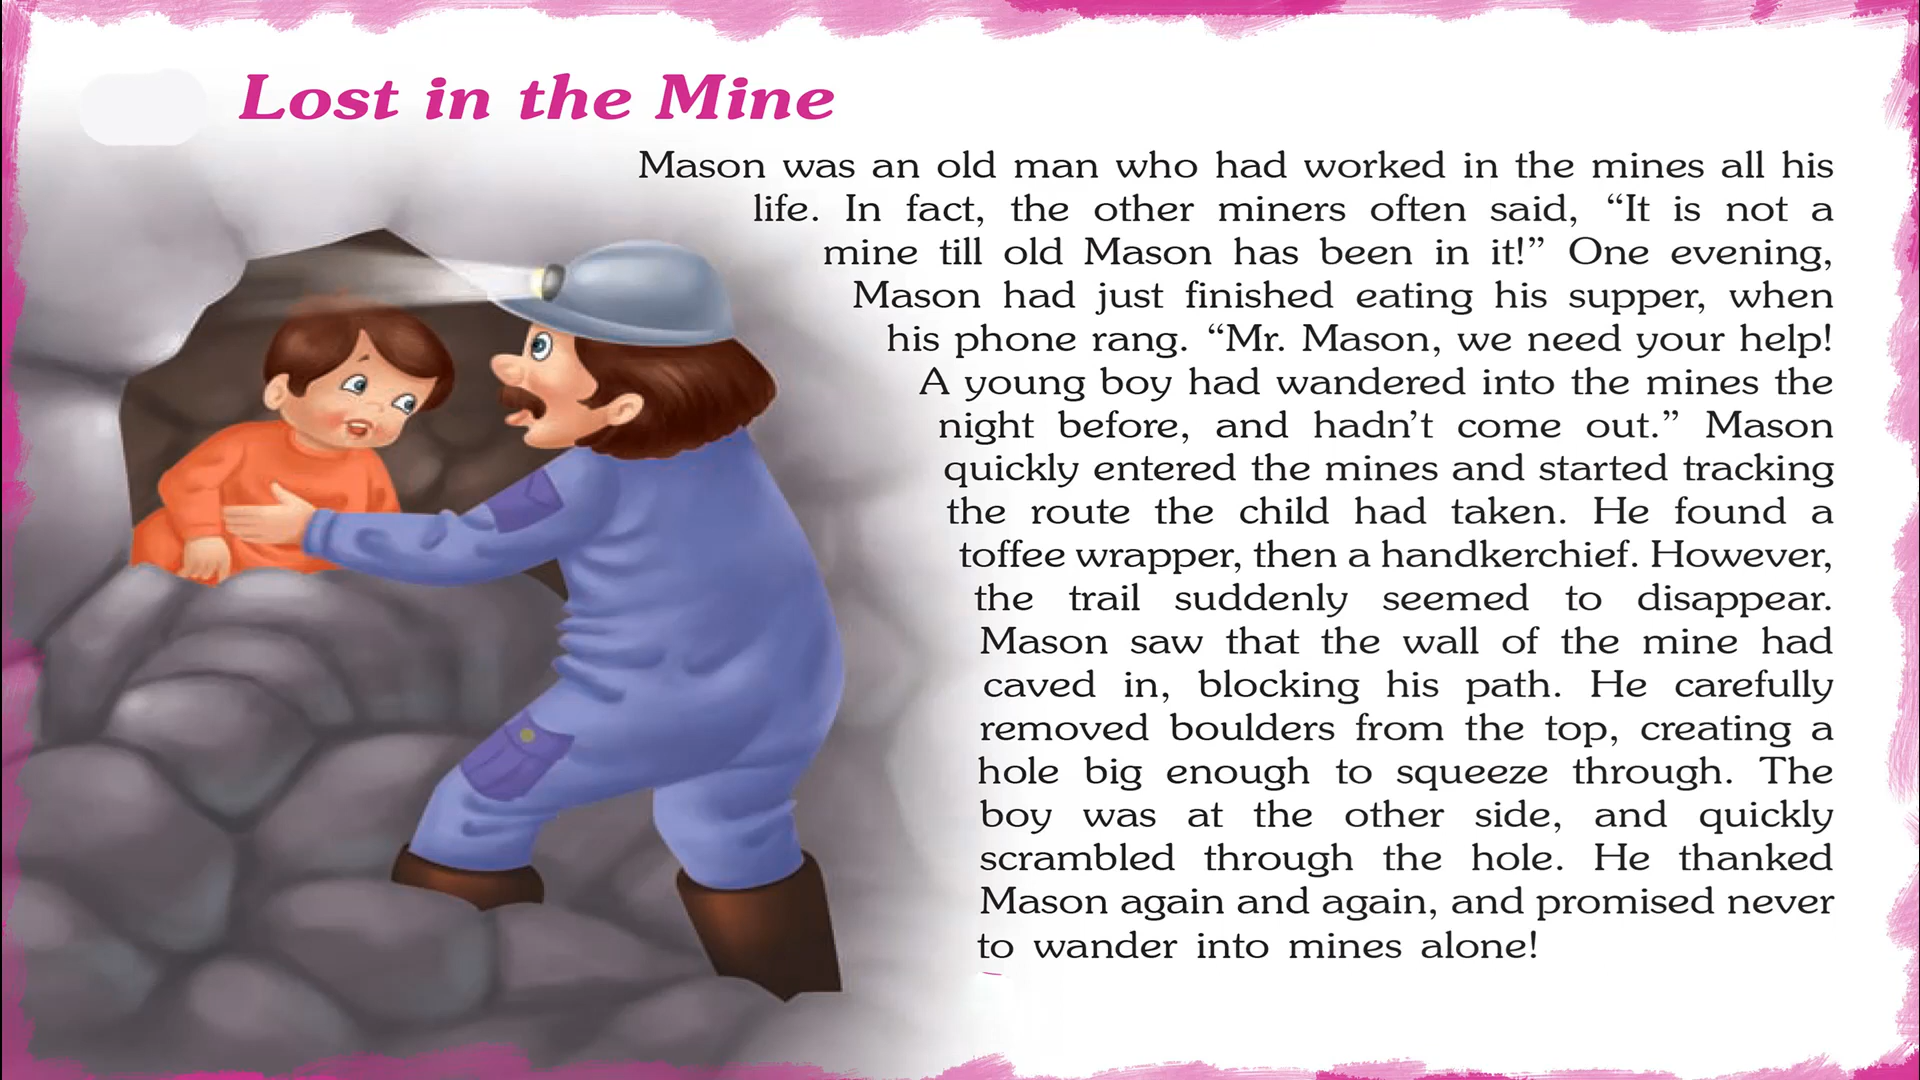 Lost in the Mine
Mason was an old man who had worked in the mines all his
life. In fact, the other miners often said, “It is not a
mine till old Mason has been in it!” One evening,
Mason had just finished eating his supper, when
his phone rang. “Mr. Mason, we need your help!
A young boy had wandered into the mines the
night before, and hadn’t come out.” Mason
quickly entered the mines and started tracking
the route the child had taken. He found a
toffee wrapper, then a handkerchief. However,
the trail suddenly seemed to disappear.
Mason saw that the wall of the mine had
caved in, blocking his path. He carefully
removed boulders from the top, creating a
hole big enough to squeeze through. The
boy was at the other side, and quickly
scrambled through the hole. He thanked
Mason again and again, and promised never
to wander into mines alone!